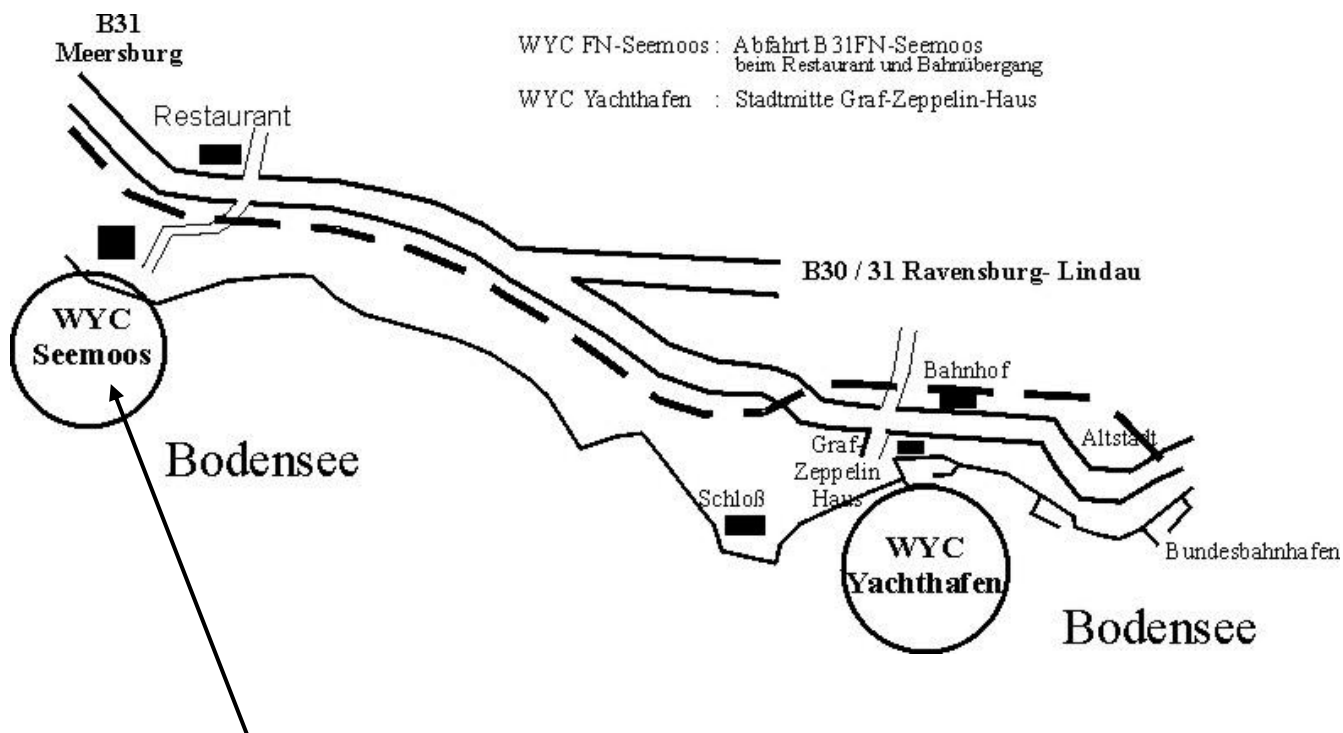 B31
Meersburg
WYC FN-Seemoos : Abfahrt B 31FN-Seemoos
beim Restaurant und Bahnübergang
WYC Yachthafen : Stadtmitte Graf-Zeppelin-Haus
Restaurant
B30 / 31 Ravensburg- Lindau
WYC
Seemoos
Bahnhof
Altstadt
Graf-
Zeppelin
Haus
Bodensee
Schloß
WYC
Yachthafen
Bundesbahnhafen
Bodensee